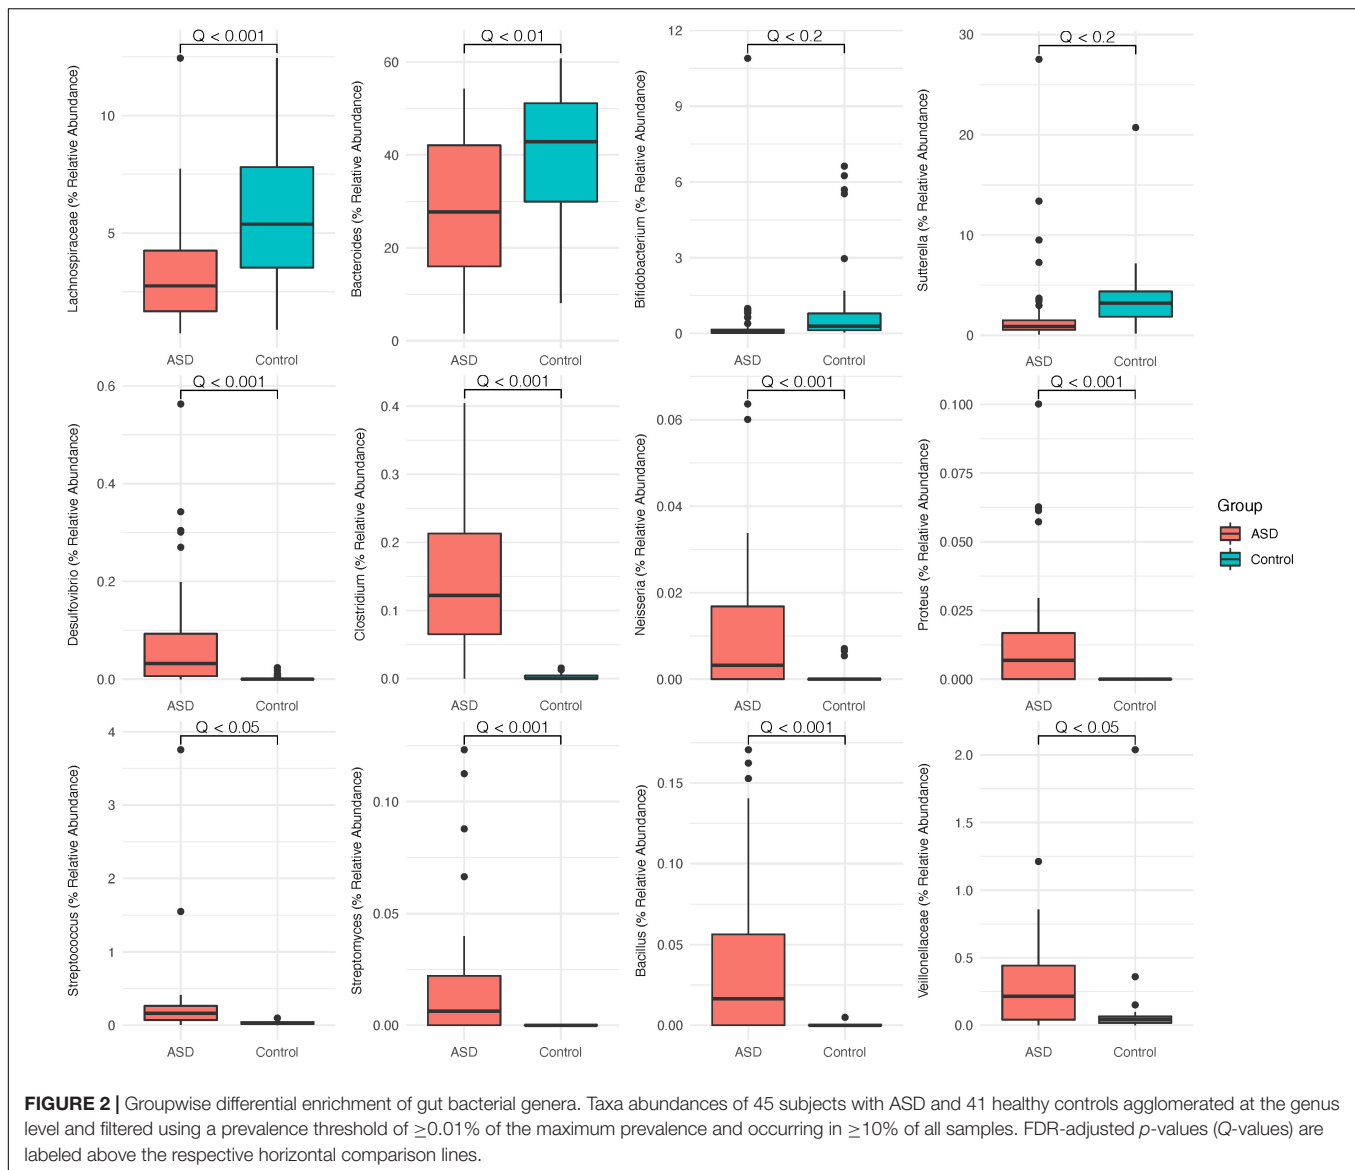 Q < 0.001
Lachnospiraceae (% Relative Abundance)
10
5
ASD
Control
Q < 0.01
Bacteroides (% Relative Abundance)
60
40
20
0
ASD
Control
Q < 0.2
Bifidobacterium (% Relative Abundance)
12
9
6
3
0
ASD
Control
Q < 0.2
Sutterella (% Relative Abundance)
30
20
10
0
ASD
Control
Q < 0.001
Desulfovibrio (% Relative Abundance)
0.6
0.4
0.2
0.0
ASD
Control
Q < 0.001
Clostridium (% Relative Abundance)
0.4
0.3
0.2
0.1
0.0
ASD
Control
Q < 0.001
Neisseria (% Relative Abundance)
0.06
0.04
0.02
0.00
ASD
Control
Q < 0.001
Proteus (% Relative Abundance)
0.100
0.075
0.050
0.025
0.000
ASD
Control
Group
ASD
Control
Q < 0.05
Streptococcus (% Relative Abundance)
4
3
2
1
0
ASD
Control
Q < 0.001
Streptomyces (% Relative Abundance)
0.10
0.05
0.00
ASD
Control
Q < 0.001
Bacillus (% Relative Abundance)
0.15
0.10
0.05
0.00
ASD
Control
Q < 0.05
Veillonellaceae (% Relative Abundance)
2.0
1.5
1.0
0.5
0.0
ASD
Control
FIGURE 2 | Groupwise differential enrichment of gut bacterial genera. Taxa abundances of 45 subjects with ASD and 41 healthy controls agglomerated at the genus
level and filtered using a prevalence threshold of ≥0.01% of the maximum prevalence and occurring in ≥10% of all samples. FDR-adjusted p-values (Q-values) are
labeled above the respective horizontal comparison lines.